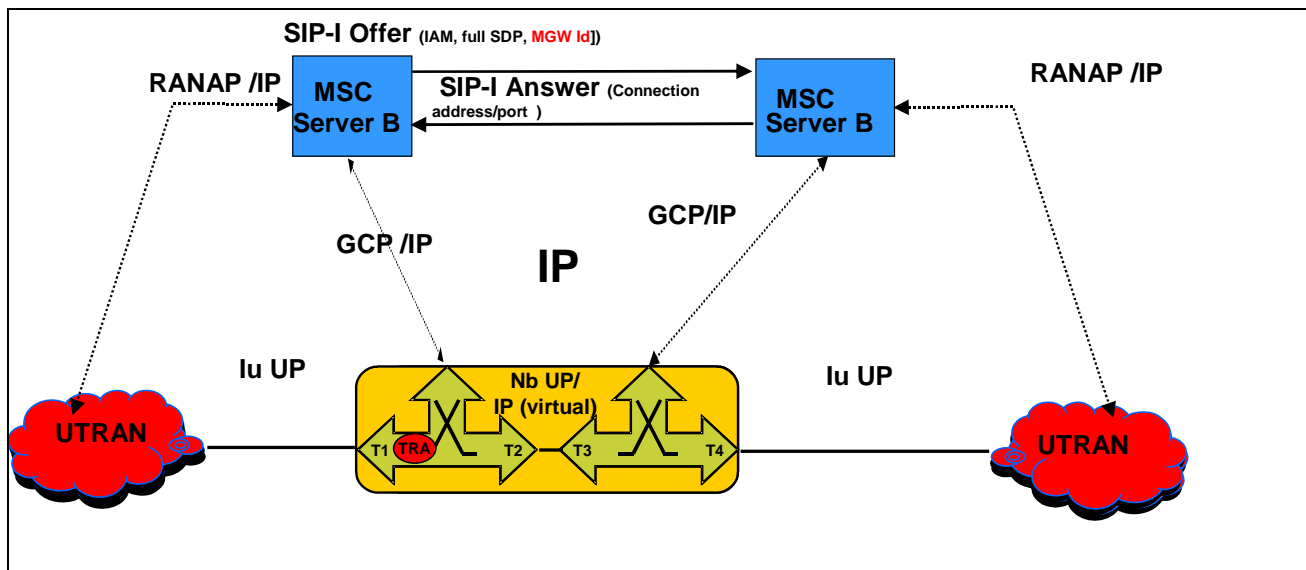 SIP-I Offer (IAM, full SDP, MGW Id])
RANAP /IP
MSC
Server B
SIP-I Answer (Connection
address/port )
MSC
Server B
RANAP /IP
GCP/IP
GCP /IP
IP
Iu UP
Nb UP/
IP (virtual)
Iu UP
UTRAN
T1
TRA
T2
T3
T4
UTRAN